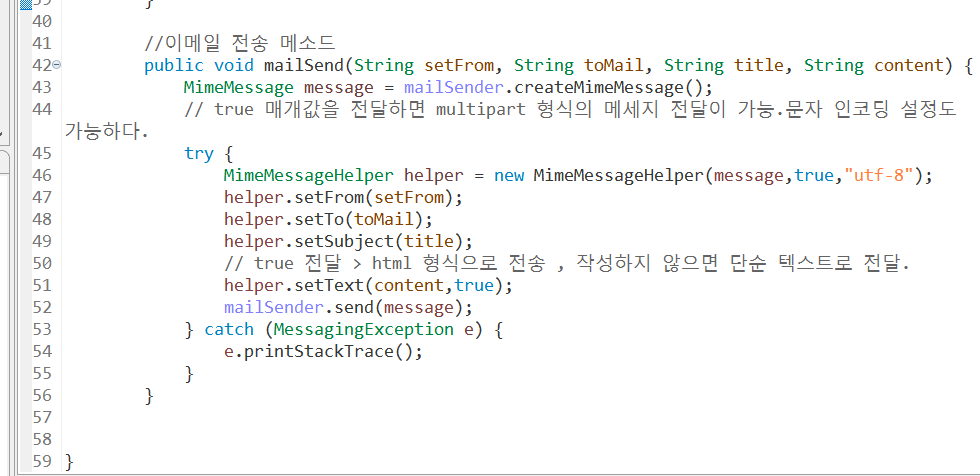 39 }
40
41 //이메일 전송 메소드
42 public void mailSend(String setFrom, String toMail, String title, String content) {
43 MimeMessage message = mailSender.createMimeMessage();
44 // true 매개값을 전달하면 multipart 형식의 메세지 전달이 가능.문자 인코딩 설정도
가능하다.
45 try {
46 MimeMessageHelper helper = new MimeMessageHelper(message,true,"utf-8");
47 helper.setFrom(setFrom);
48 helper.setTo(toMail);
49 helper.setSubject(title);
50 // true 전달 > html 형식으로 전송 , 작성하지 않으면 단순 텍스트로 전달.
51 helper.setText(content,true);
52 mailSender.send(message);
53 } catch (MessagingException e) {
54 e.printStackTrace();
55 }
56 }
57
58
59 }